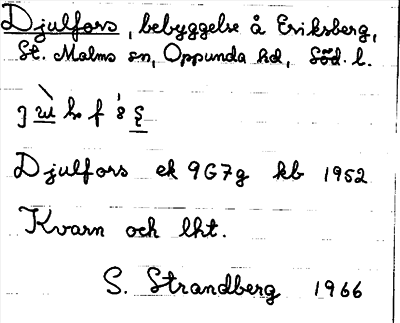 Djulfors, bebyggelse å Eriksberg,
St. Malms sn, Oppunda hd, Söd. l.
Djulfors ek 9G7g kb 1952
Kvarn och lht.
S. Strandberg 1966